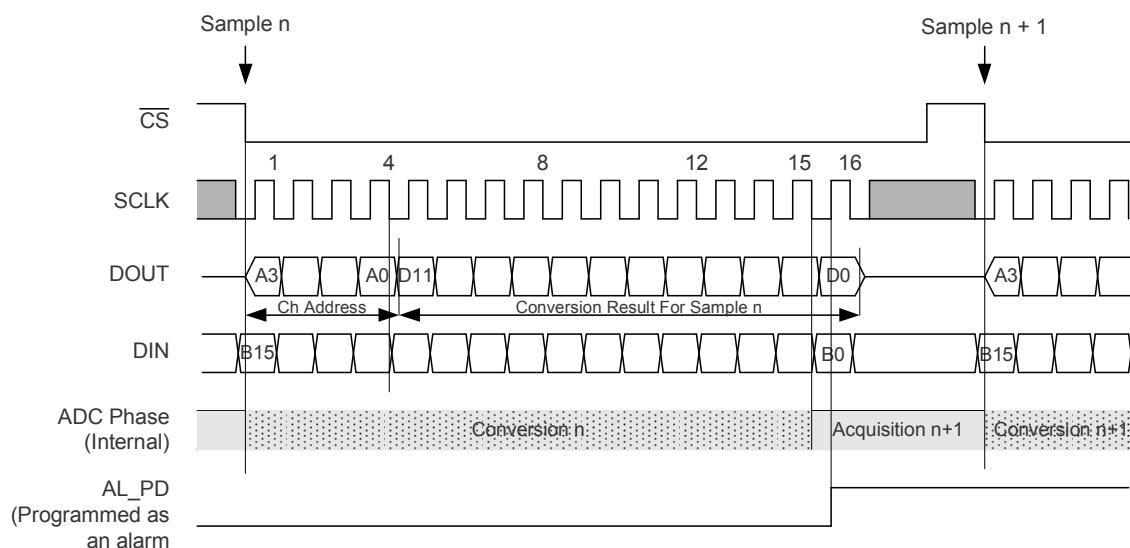 Sample n
Sample n + 1
CS
1 4 8 12 15 16
SCLK
DOUT
A3 A0 D11 D0 A3
Ch Address
Conversion Result For Sample n
DIN
B15 B0 B15
ADC Phase
(Internal)
Conversion n
Acquisition n+1
Conversion n+1
AL_PD
(Programmed as
an alarm